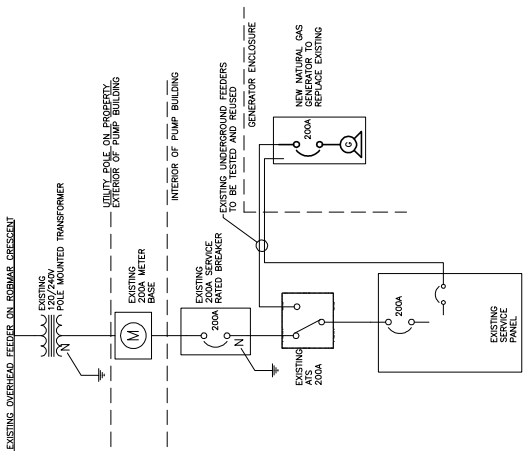 EXISTING OVERHEAD FEEDER ON ROBMAR CRESCENT
EXISTING
120/240V
POLE MOUNTED TRANSFORMER
N
UTILITY POLE ON PROPERTY
EXTERIOR OF PUMP BUILDING
EXISTING
200A METER
BASE
M
INTERIOR OF PUMP BUILDING
EXISTING
200A SERVICE
RATED BREAKER
200A
N
EXISTING UNDERGROUND FEEDERS
TO BE TESTED AND REUSED
GENERATOR ENCLOSURE
NEW NATURAL GAS
GENERATOR TO
REPLACE EXISTING
200A
G
EXISTING
ATS
200A
200A
EXISTING
SERVICE
PANEL